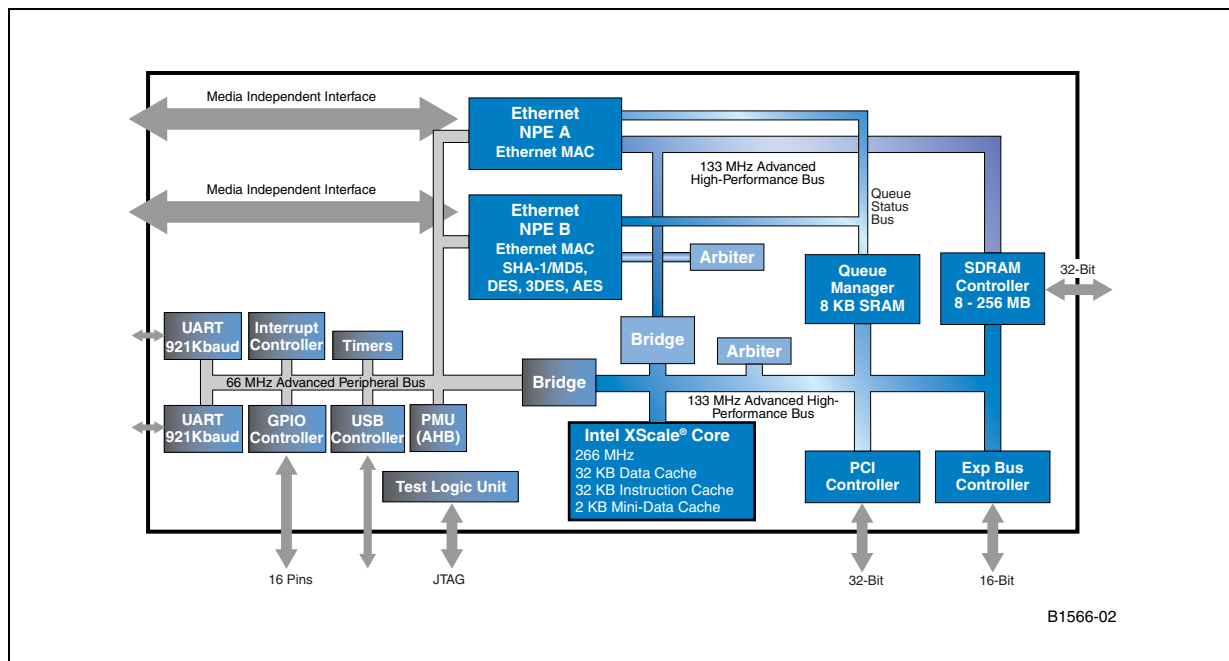 Media Independent Interface
Ethernet
NPE A
Ethernet MAC
133 MHz Advanced
High-Performance Bus
Media Independent Interface
Queue
Status
Bus
Ethernet
NPE B
Ethernet MAC
SHA-1/MD5,
DES, 3DES, AES
Arbiter
Queue
Manager
8 KB SRAM
SDRAM
Controller
8 - 256 MB
32-Bit
UART
921Kbaud
Interrupt
Controller
Timers
Bridge
Arbiter
66 MHz Advanced Peripheral Bus
Bridge
133 MHz Advanced High-
Performance Bus
UART
921Kbaud
GPIO
Controller
USB
Controller
PMU
(AHB)
Intel XScale® Core
266 MHz
32 KB Data Cache
32 KB Instruction Cache
2 KB Mini-Data Cache
PCI
Controller
Exp Bus
Controller
Test Logic Unit
16 Pins
JTAG
32-Bit
16-Bit
B1566-02